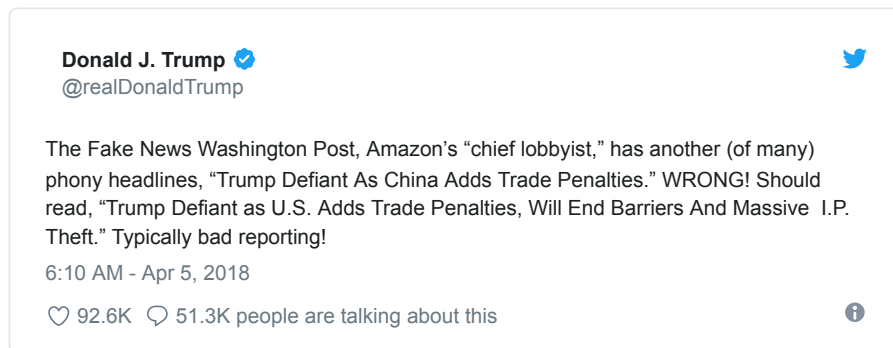 Donald J. Trump
@realDonaldTrump
The Fake News Washington Post, Amazon’s “chief lobbyist,” has another (of many)
phony headlines, “Trump Defiant As China Adds Trade Penalties.” WRONG! Should
read, “Trump Defiant as U.S. Adds Trade Penalties, Will End Barriers And Massive  I.P.
Theft.” Typically bad reporting!
6:10 AM - Apr 5, 2018
92.6K 51.3K people are talking about this